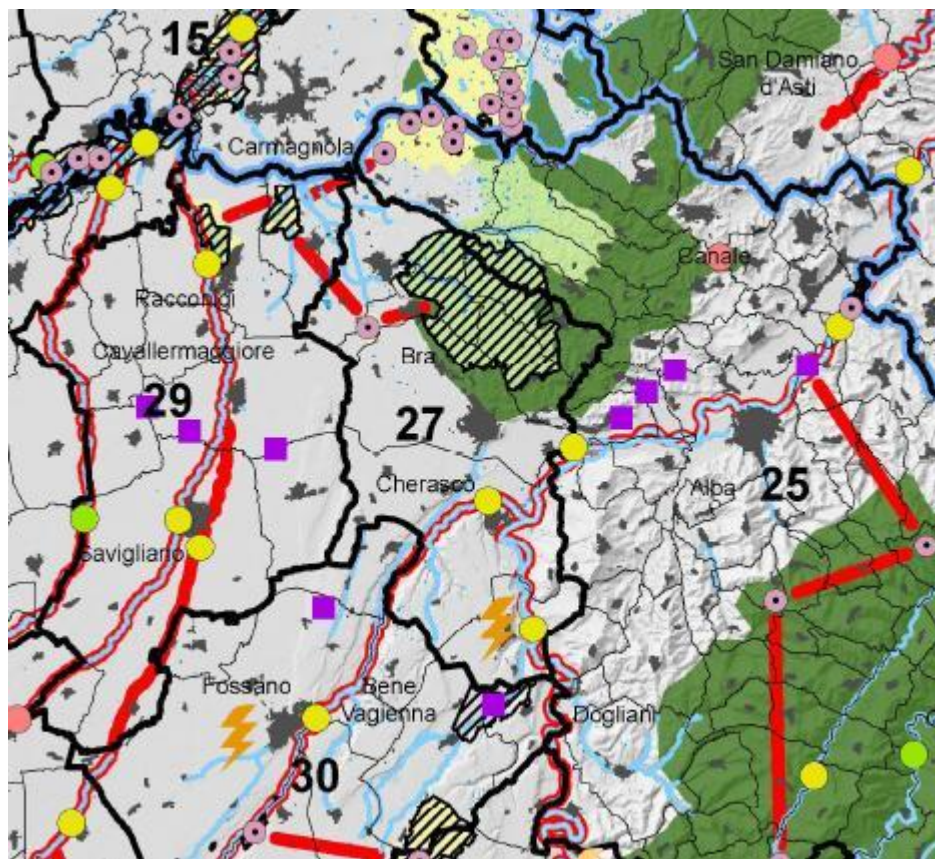 15
San Damiano
d'Asti
Carmagnola
Canale
Racconigi
Cavallermaggiore
Bra
29
27
Cherasco
Alba
25
Savigliano
Fossano
Bene
Vagienna
Dogliani
30